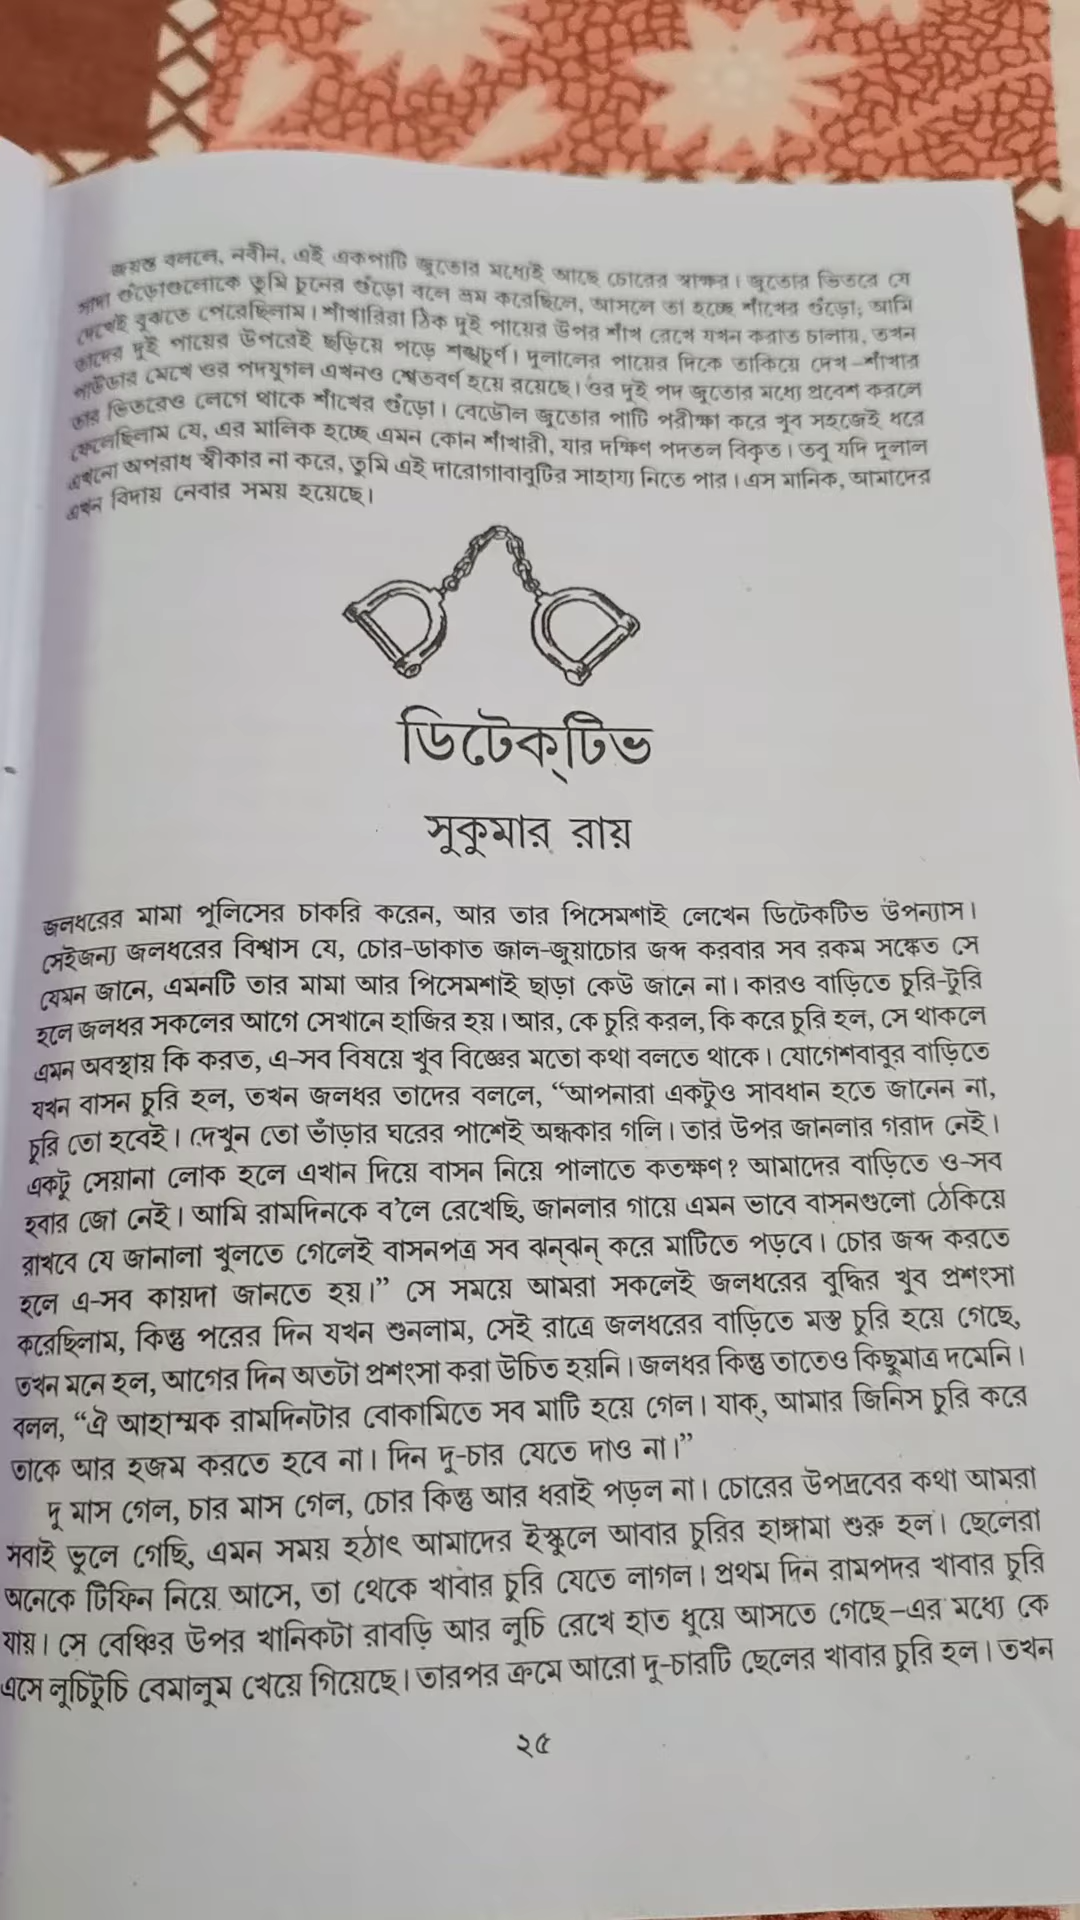 জয়ন্ত বললে, নবীন, এই একপাটি জুতোর মধ্যেই আছে চোরের স্বাক্ষর। জুতোর ভিতরে যে
সাদা গুঁড়োগুলোকে তুমি চুনের গুঁড়ো বলে ভ্রম করেছিলে, আসলে তা হচ্ছে শাঁখের গুঁড়ো; আমি
দেখেই বুঝতে পেরেছিলাম। শাঁখারিরা ঠিক দুই পায়ের উপর শাঁখ রেখে যখন করাত চালায়, তখন
তাদের দুই পায়ের উপরেই ছড়িয়ে পড়ে শঙ্খচূর্ণ। দুলালের পায়ের দিকে তাকিয়ে দেখ–শাঁখার
পাউডার মেখে ওর পদযুগল এখনও শ্বেতবর্ণ হয়ে রয়েছে। ওর দুই পদ জুতোর মধ্যে প্রবেশ করলে
তার ভিতরেও লেগে থাকে শাঁখের গুঁড়ো। বেডৌল জুতোর পাটি পরীক্ষা করে খুব সহজেই ধরে
ফেলেছিলাম যে, এর মালিক হচ্ছে এমন কোন শাঁখারী, যার দক্ষিণ পদতল বিকৃত। তবু যদি দুলাল
এখনো অপরাধ স্বীকার না করে, তুমি এই দারোগাবাবুটির সাহায্য নিতে পার। এস মানিক, আমাদের
এখন বিদায় নেবার সময় হয়েছে।
ডিটেক্‌টিভ
সুকুমার রায়
জলধরের মামা পুলিসের চাকরি করেন, আর তার পিসেমশাই লেখেন ডিটেকটিভ উপন্যাস।
সেইজন্য জলধরের বিশ্বাস যে, চোর-ডাকাত জাল-জুয়াচোর জব্দ করবার সব রকম সঙ্কেত সে
যেমন জানে, এমনটি তার মামা আর পিসেমশাই ছাড়া কেউ জানে না। কারও বাড়িতে চুরি-টুরি
হলে জলধর সকলের আগে সেখানে হাজির হয়। আর, কে চুরি করল, কি করে চুরি হল, সে থাকলে
এমন অবস্থায় কি করত, এ-সব বিষয়ে খুব বিজ্ঞের মতো কথা বলতে থাকে। যোগেশবাবুর বাড়িতে
যখন বাসন চুরি হল, তখন জলধর তাদের বললে, “আপনারা একটুও সাবধান হতে জানেন না,
চুরি তো হবেই। দেখুন তো ভাঁড়ার ঘরের পাশেই অন্ধকার গলি। তার উপর জানলার গরাদ নেই।
একটু সেয়ানা লোক হলে এখান দিয়ে বাসন নিয়ে পালাতে কতক্ষণ? আমাদের বাড়িতে ও-সব
হবার জো নেই। আমি রামদিনকে ব’লে রেখেছি, জানলার গায়ে এমন ভাবে বাসনগুলো ঠেকিয়ে
রাখবে যে জানালা খুলতে গেলেই বাসনপত্র সব ঝন্‌ঝন্‌ করে মাটিতে পড়বে। চোর জব্দ করতে
হলে এ-সব কায়দা জানতে হয়।” সে সময়ে আমরা সকলেই জলধরের বুদ্ধির খুব প্রশংসা
করেছিলাম, কিন্তু পরের দিন যখন শুনলাম, সেই রাত্রে জলধরের বাড়িতে মস্ত চুরি হয়ে গেছে,
তখন মনে হল, আগের দিন অতটা প্রশংসা করা উচিত হয়নি। জলধর কিন্তু তাতেও কিছুমাত্র দমেনি।
বলল, “ঐ আহাম্মক রামদিনটার বোকামিতে সব মাটি হয়ে গেল। যাক্‌, আমার জিনিস চুরি করে
তাকে আর হজম করতে হবে না। দিন দু-চার যেতে দাও না।”
দু মাস গেল, চার মাস গেল, চোর কিন্তু আর ধরাই পড়ল না। চোরের উপদ্রবের কথা আমরা
সবাই ভুলে গেছি, এমন সময় হঠাৎ আমাদের ইস্কুলে আবার চুরির হাঙ্গামা শুরু হল। ছেলেরা
অনেকে টিফিন নিয়ে আসে, তা থেকে খাবার চুরি যেতে লাগল। প্রথম দিন রামপদর খাবার চুরি
যায়। সে বেঞ্চির উপর খানিকটা রাবড়ি আর লুচি রেখে হাত ধুয়ে আসতে গেছে–এর মধ্যে কে
এসে লুচিটুচি বেমালুম খেয়ে গিয়েছে। তারপর ক্রমে আরো দু-চারটি ছেলের খাবার চুরি হল। তখন
২৫